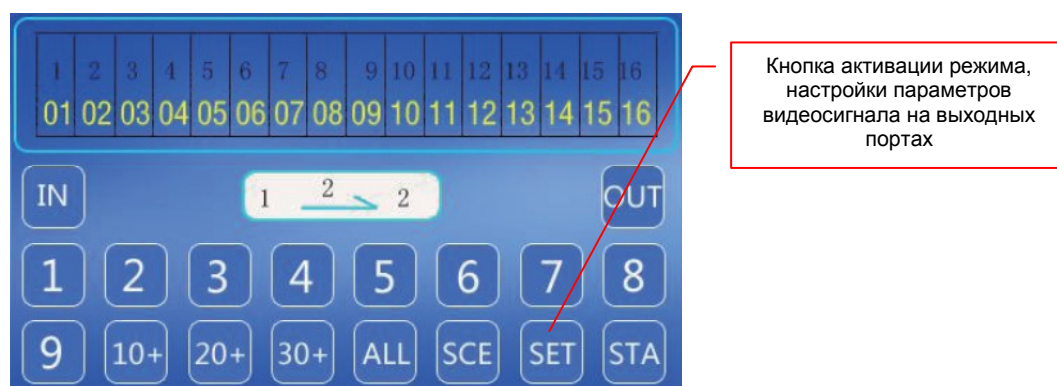 1 2 3 4 5 6 7 8 9 10 11 12 13 14 15 16
01 02 03 04 05 06 07 08 09 10 11 12 13 14 15 16
IN 1 2 2 OUT
1 2 3 4 5 6 7 8
9 10+ 20+ 30+ ALL SCE SET STA
Кнопка активации режима,
настройки параметров
видеосигнала на выходных
портах